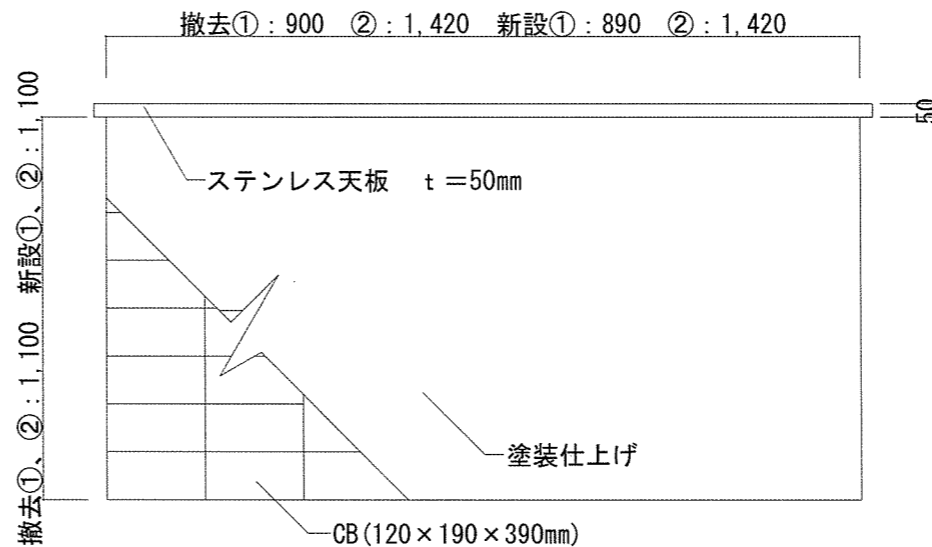 撤去①：900　②：1,420　新設①：890　②：1,420
50
撤去①、②：1,100　新設①、②：1,100
ステンレス天板　ｔ＝50mm
塗装仕上げ
CB(120×190×390mm)